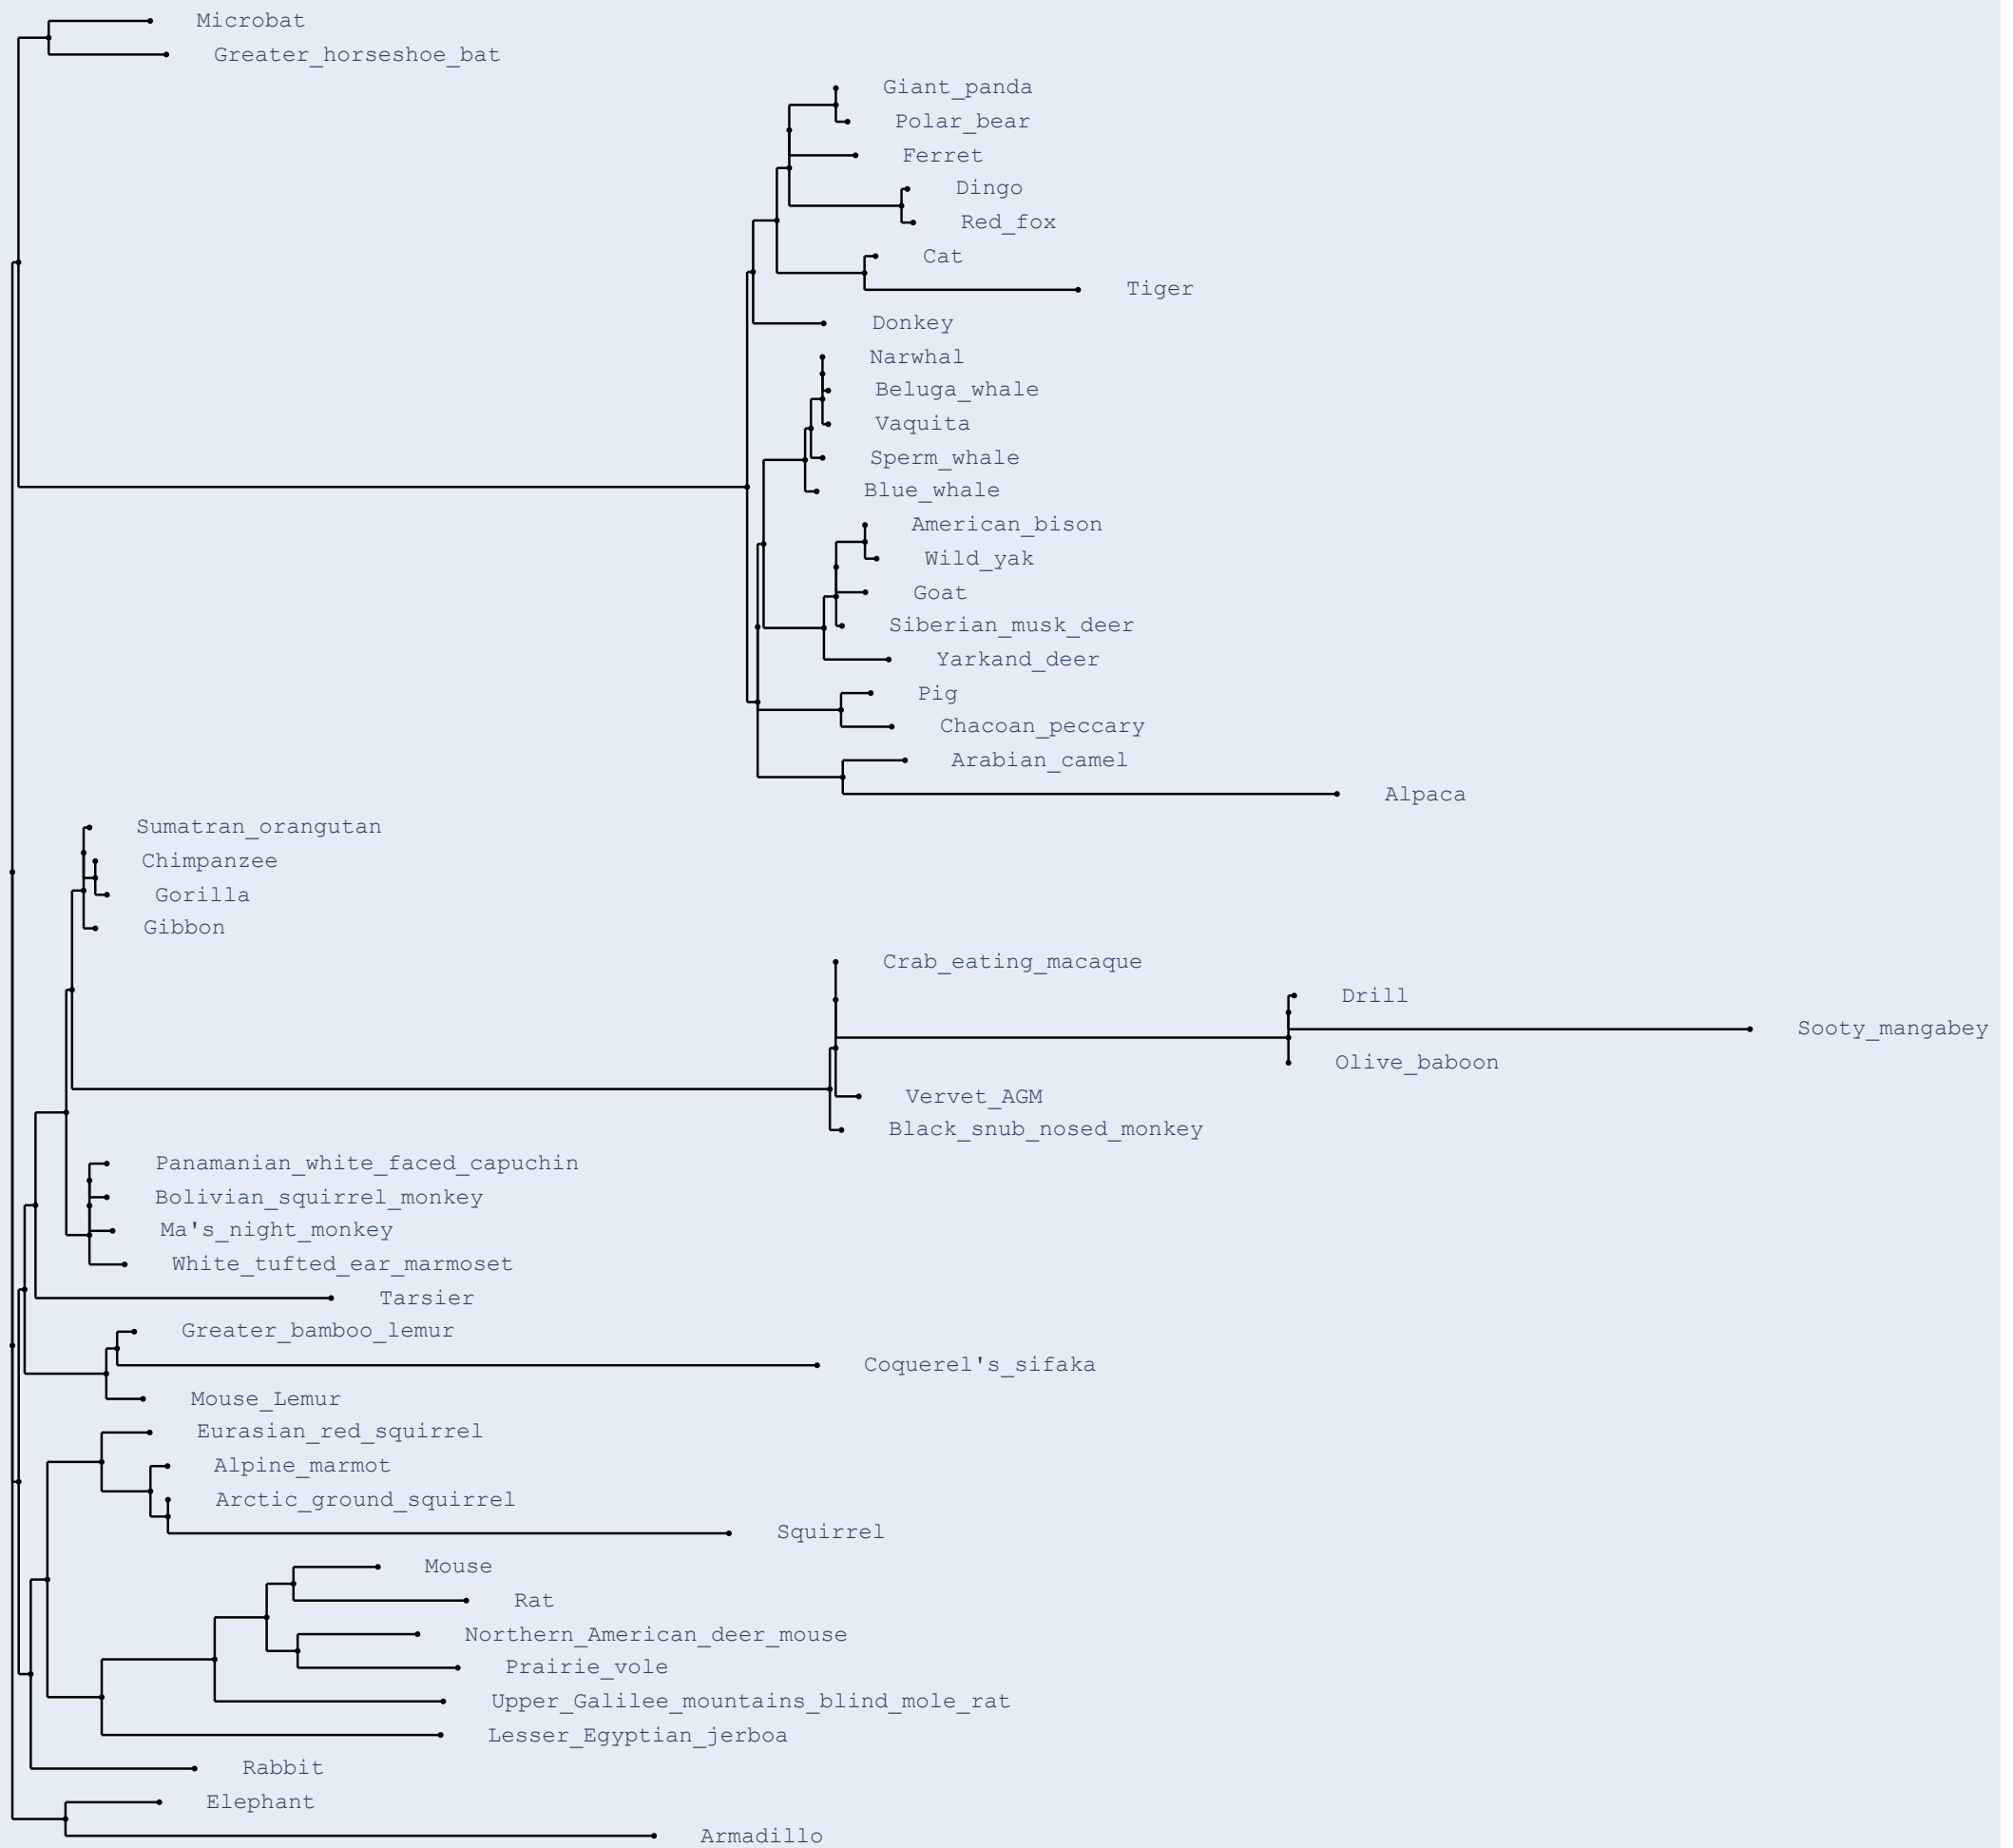 Microbat
Greater_horseshoe_bat
Giant_panda
Polar_bear
Ferret
Dingo
Red_fox
Cat
Tiger
Donkey
Narwhal
Beluga_whale
Vaquita
Sperm_whale
Blue_whale
American_bison
Wild_yak
Goat
Siberian_musk_deer
Yarkand_deer
Pig
Chacoan_peccary
Arabian_camel
Alpaca
Sumatran_orangutan
Chimpanzee
Gorilla
Gibbon
Crab_eating_macaque
Drill
Sooty_mangabey
Olive_baboon
Vervet_AGM
Black_snub_nosed_monkey
Panamanian_white_faced_capuchin
Bolivian_squirrel_monkey
Ma's_night_monkey
White_tufted_ear_marmoset
Tarsier
Greater_bamboo_lemur
Coquerel's_sifaka
Mouse_Lemur
Eurasian_red_squirrel
Alpine_marmot
Arctic_ground_squirrel
Squirrel
Mouse
Rat
Northern_American_deer_mouse
Prairie_vole
Upper_Galilee_mountains_blind_mole_rat
Lesser_Egyptian_jerboa
Rabbit
Elephant
Armadillo